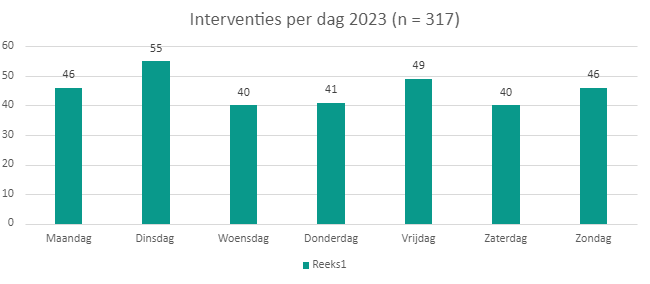 Interventies per dag 2023 (n = 317)
60
50
40
30
20
10
0
46
55
40
41
49
40
46
Maandag
Dinsdag
Woensdag
Donderdag
Vrijdag
Zaterdag
Zondag
Reeks1